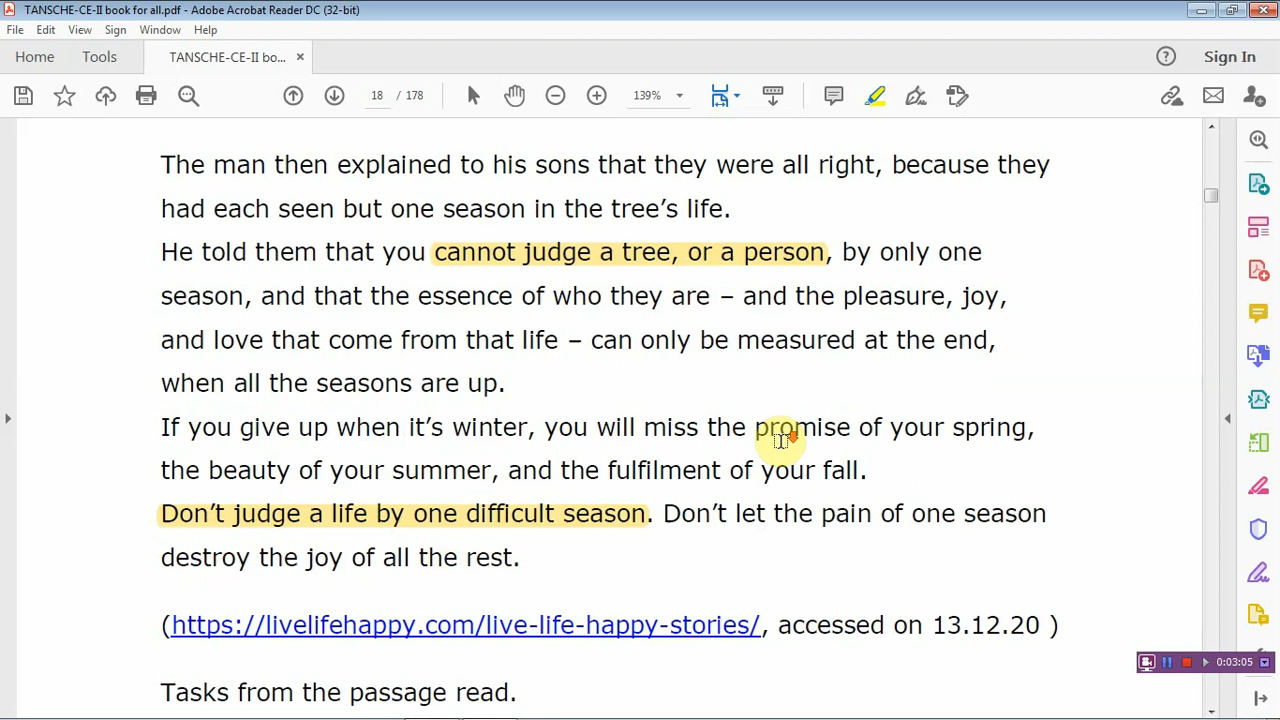 TANSCHE-CE-II book for all.pdf - Adobe Acrobat Reader DC (32-bit)
File Edit View Sign Window Help
Home Tools TANSCHE-CE-II bo... × Sign In
18 / 178 139%
The man then explained to his sons that they were all right, because they
had each seen but one season in the tree’s life.
He told them that you cannot judge a tree, or a person, by only one
season, and that the essence of who they are – and the pleasure, joy,
and love that come from that life – can only be measured at the end,
when all the seasons are up.
If you give up when it’s winter, you will miss the promise of your spring,
the beauty of your summer, and the fulfilment of your fall.
Don’t judge a life by one difficult season. Don’t let the pain of one season
destroy the joy of all the rest.
(https://livelifehappy.com/live-life-happy-stories/, accessed on 13.12.20 )
0:03:05
Tasks from the passage read.